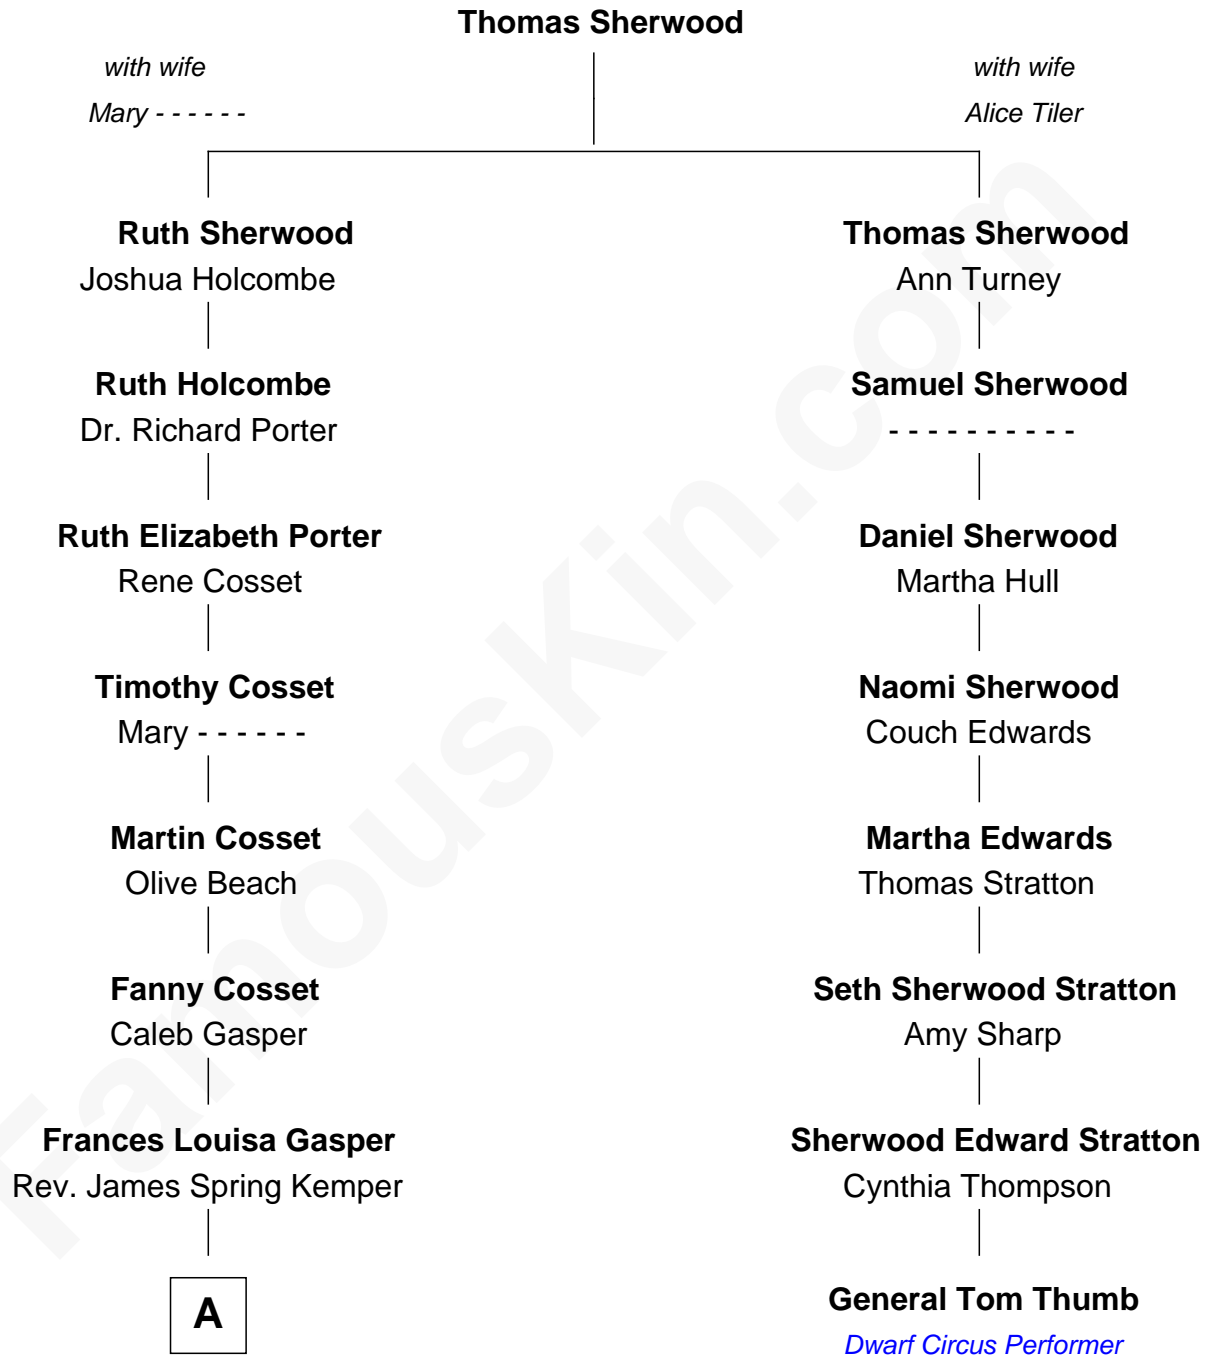 Thomas Sherwood
with wife
Mary - - - - - -
with wife
Alice Tiler
Ruth Sherwood
Joshua Holcombe
Thomas Sherwood
Ann Turney
Ruth Holcombe
Dr. Richard Porter
Samuel Sherwood
- - - - - - - - - -
Ruth Elizabeth Porter
Rene Cosset
Daniel Sherwood
Martha Hull
Timothy Cosset
Mary - - - - - -
Naomi Sherwood
Couch Edwards
Martin Cosset
Olive Beach
Martha Edwards
Thomas Stratton
Fanny Cosset
Caleb Gasper
Seth Sherwood Stratton
Amy Sharp
Frances Louisa Gasper
Rev. James Spring Kemper
Sherwood Edward Stratton
Cynthia Thompson
A
General Tom Thumb
Dwarf Circus Performer
FamousKin.com